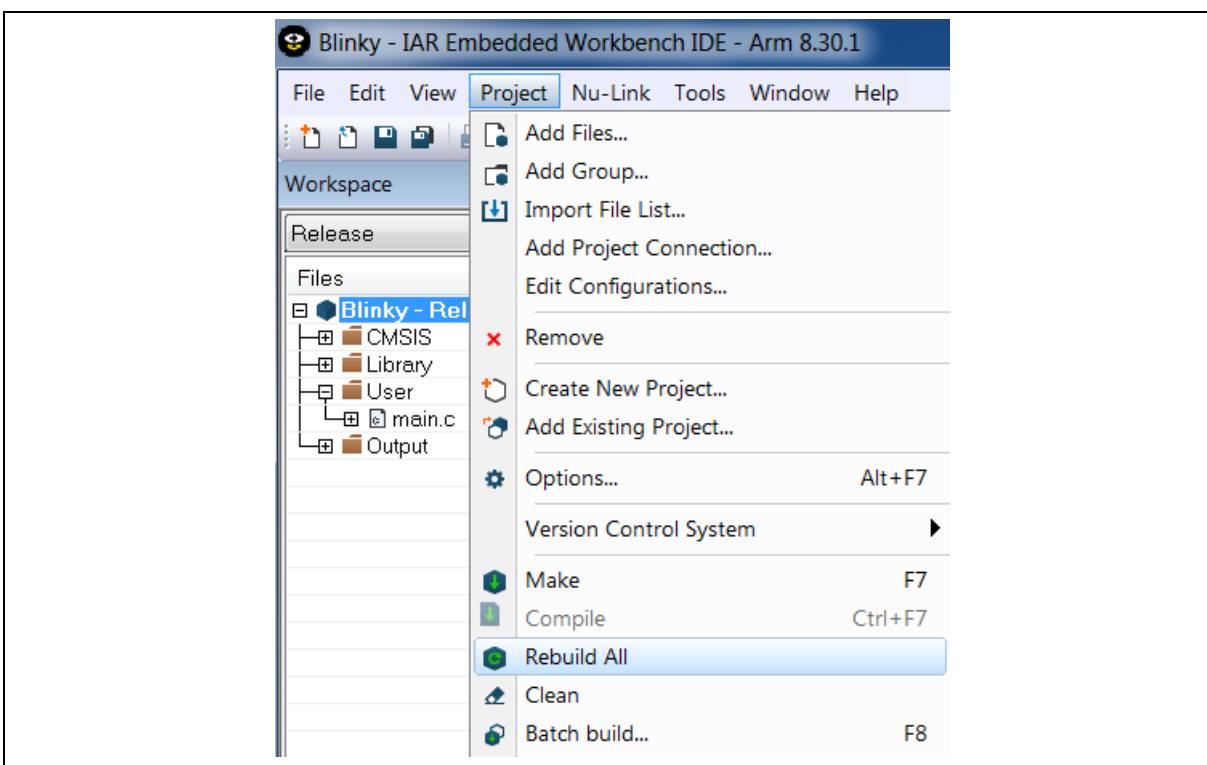 Blinky - IAR Embedded Workbench IDE - Arm 8.30.1
File Edit View Project Nu-Link Tools Window Help
Workspace
Release
Files
Blinky - Rel
CMSIS
Library
User
main.c
Output
Add Files...
Add Group...
Import File List...
Add Project Connection...
Edit Configurations...
Remove
Create New Project...
Add Existing Project...
Options... Alt+F7
Version Control System
Make F7
Compile Ctrl+F7
Rebuild All
Clean
Batch build... F8